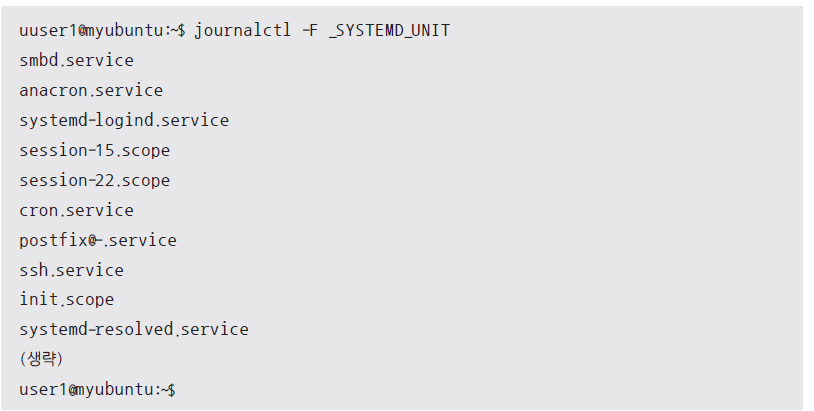 uuser1@myubuntu:~$ journalctl -F _SYSTEMD_UNIT
smbd.service
anacron.service
systemd-logind.service
session-15.scope
session-22.scope
cron.service
postfix@-.service
ssh.service
init.scope
systemd-resolved.service
(생략)
user1@myubuntu:~$